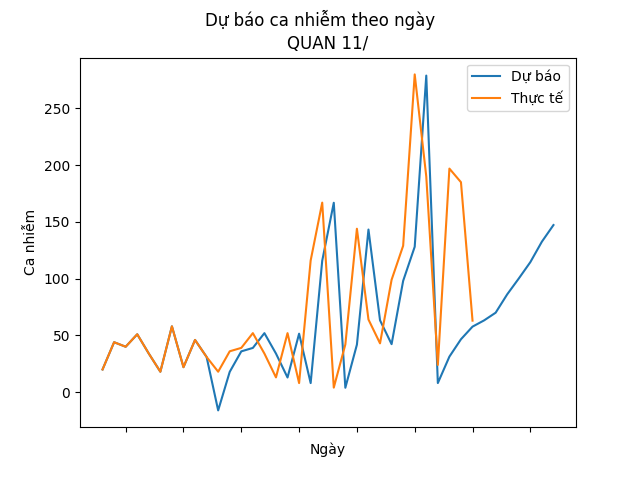 Dự báo ca nhiễm theo ngày
QUAN 11/
Dự báo
Thực tế
250
200
150
100
50
0
Ca nhiễm
Ngày